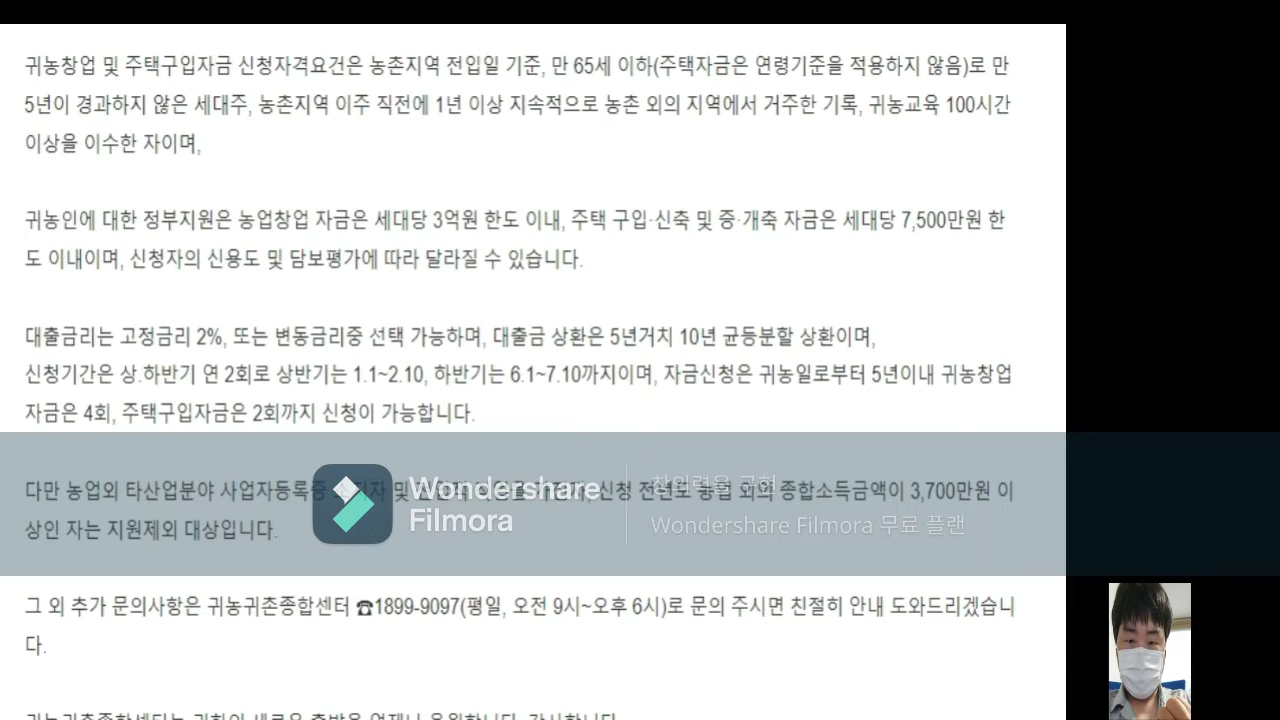 귀농창업 및 주택구입자금 신청자격요건은 농촌지역 전입일 기준, 만 65세 이하(주택자금은 연령기준을 적용하지 않음)로 만
5년이 경과하지 않은 세대주, 농촌지역 이주 직전에 1년 이상 지속적으로 농촌 외의 지역에서 거주한 기록, 귀농교육 100시간
이상을 이수한 자이며,
귀농인에 대한 정부지원은 농업창업 자금은 세대당 3억원 한도 이내, 주택 구입·신축 및 증·개축 자금은 세대당 7,500만원 한
도 이내이며, 신청자의 신용도 및 담보평가에 따라 달라질 수 있습니다.
대출금리는 고정금리 2%, 또는 변동금리중 선택 가능하며, 대출금 상환은 5년거치 10년 균등분할 상환이며,
신청기간은 상.하반기 연 2회로 상반기는 1.1~2.10, 하반기는 6.1~7.10까지이며, 자금신청은 귀농일로부터 5년이내 귀농창업
자금은 4회, 주택구입자금은 2회까지 신청이 가능합니다.
다만 농업외 타산업분야 사업자등록증 및 신청 전년도 농업 외의 종합소득금액이 3,700만원 이
상인 자는 지원제외 대상입니다.
Wondershare
Filmora
창의력을 구현
Wondershare Filmora 무료 플랜
그 외 추가 문의사항은 귀농귀촌종합센터 ☎1899-9097(평일, 오전 9시~오후 6시)로 문의 주시면 친절히 안내 도와드리겠습니
다.